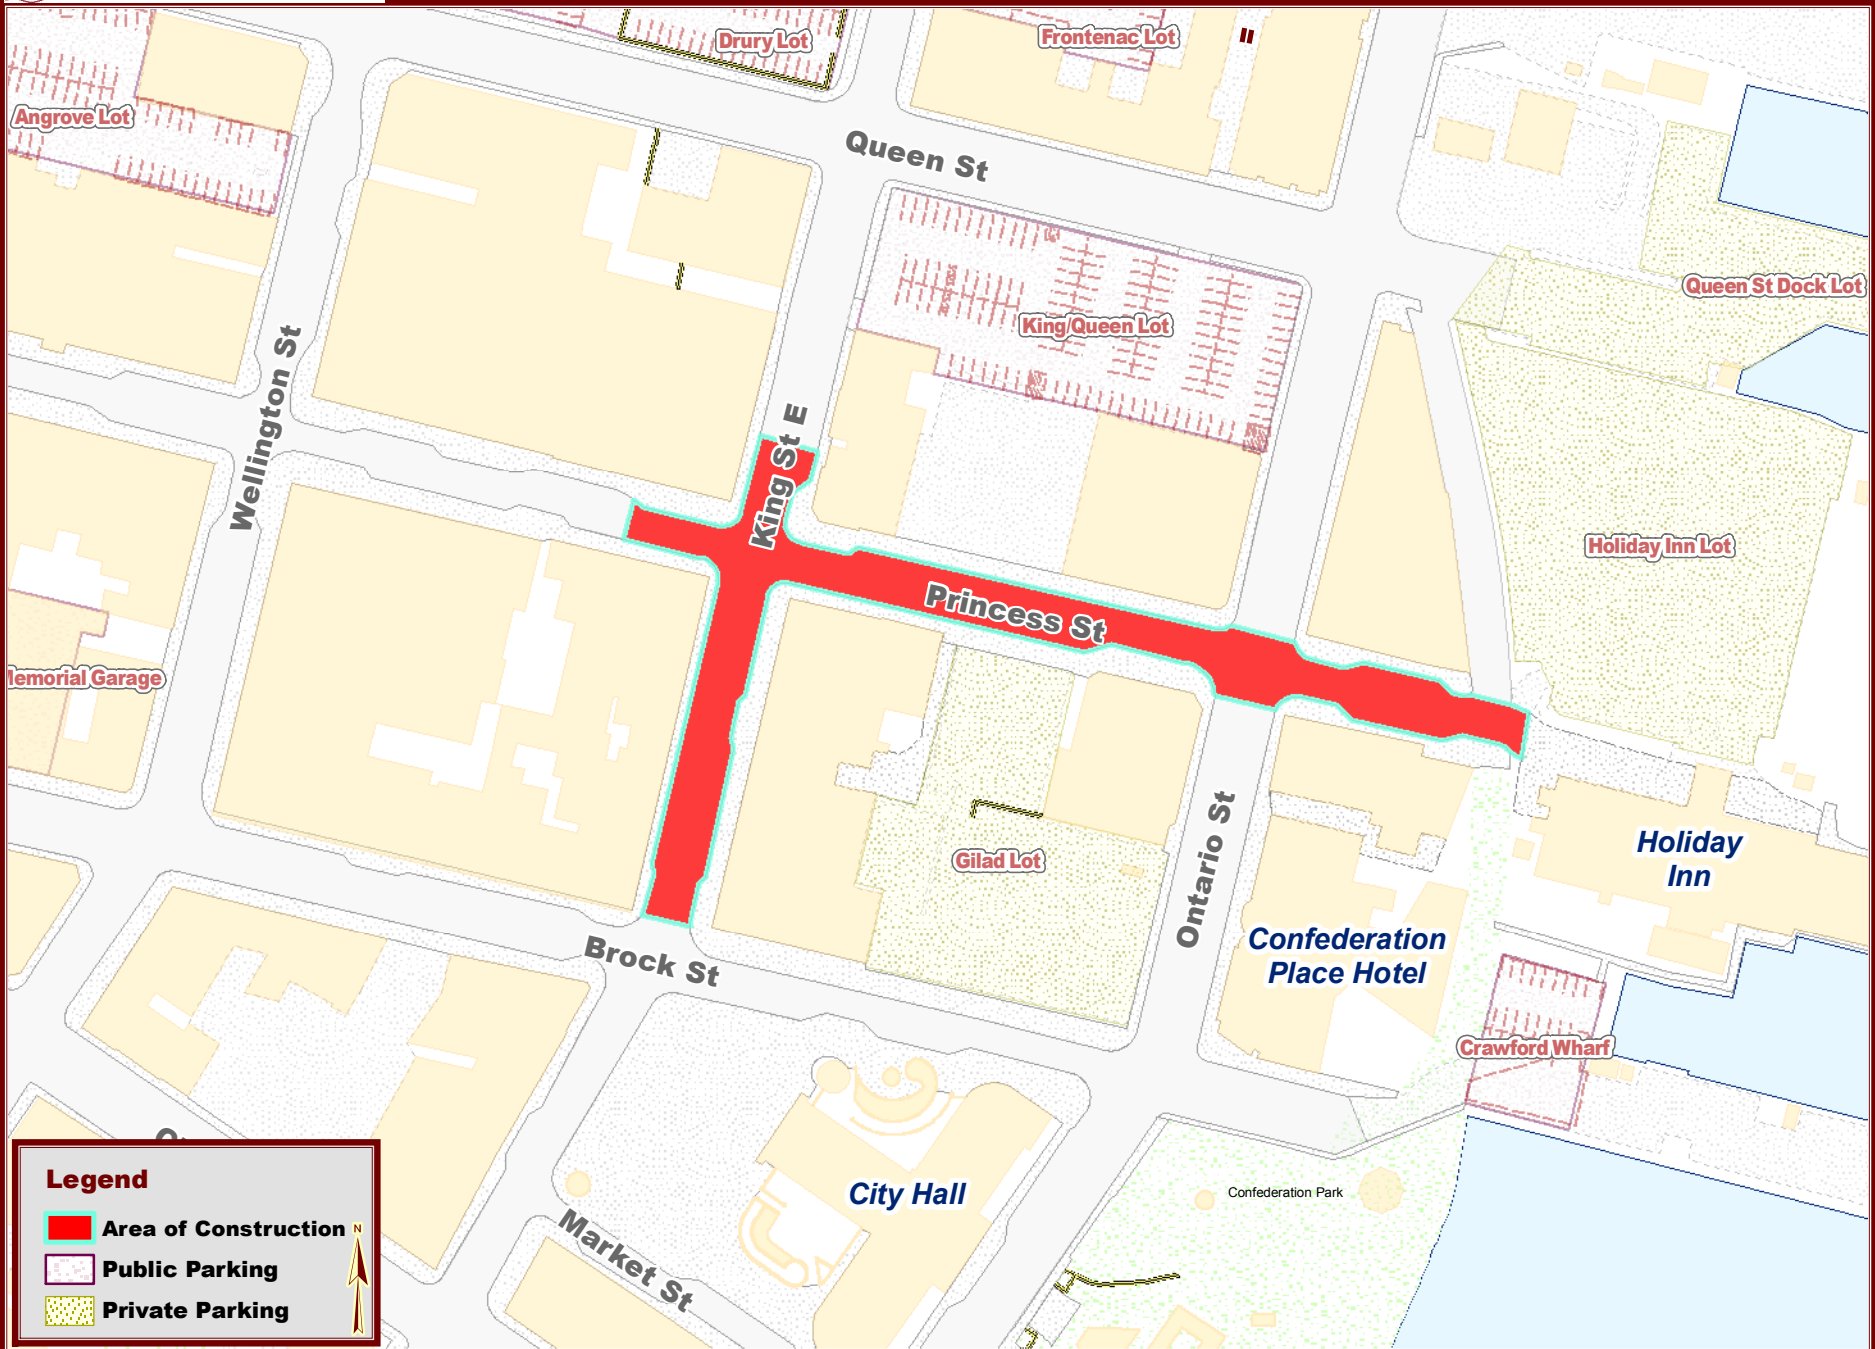 Drury Lot
Frontenac Lot
Angrove Lot
Queen St
Queen St Dock Lot
King/Queen Lot
Wellington St
King St E
Holiday Inn Lot
Princess St
Memorial Garage
Ontario St
Gilad Lot
Holiday
Inn
Confederation
Place Hotel
Brock St
Crawford Wharf
City Hall
Confederation Park
Market St
Legend
Area of Construction
N
Public Parking
Private Parking